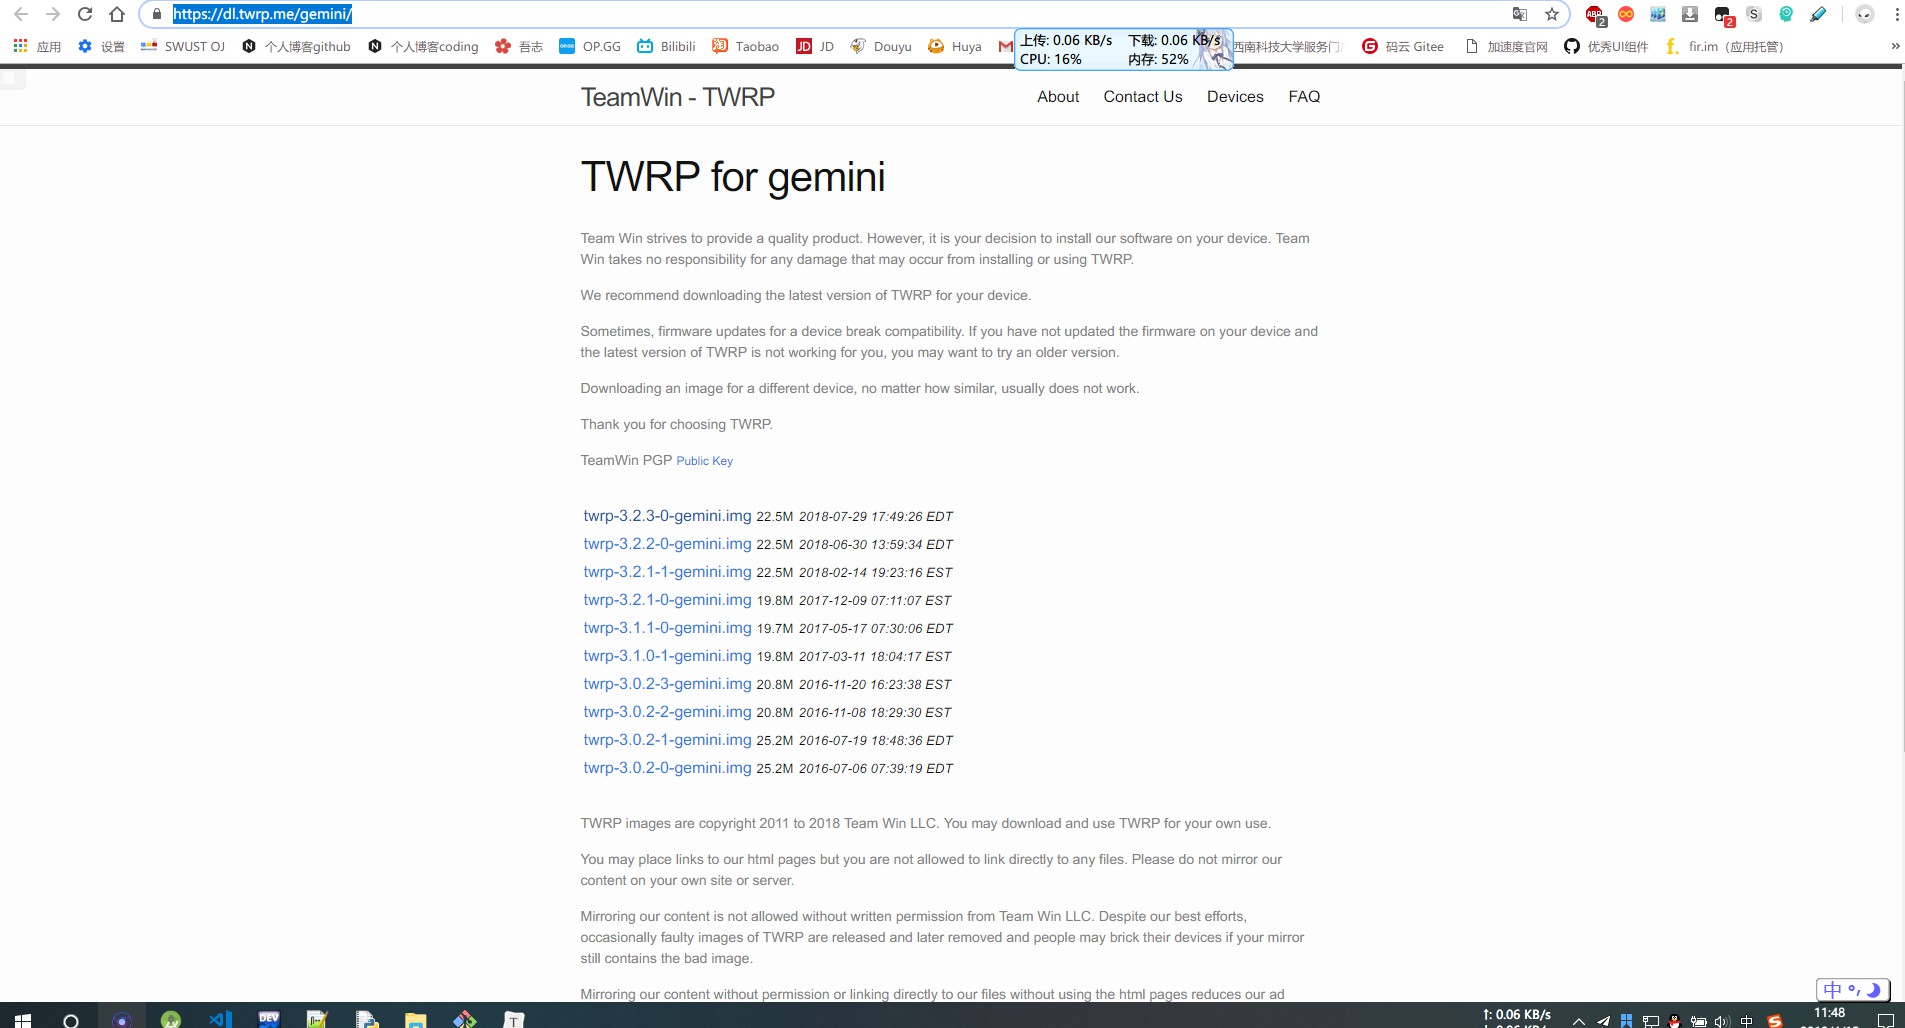 https://dl.twrp.me/gemini/
应用 设置 SWUST OJ 个人博客github 个人博客coding 吾志 OP.GG Bilibili Taobao JD Douyu Huya 西南科技大学服务门 码云 Gitee 加速度官网 优秀UI组件 fir.im（应用托管） »
上传: 0.06 KB/s 下载: 0.06 KB/s
CPU: 16% 内存: 52%
TeamWin - TWRP About Contact Us Devices FAQ
TWRP for gemini
Team Win strives to provide a quality product. However, it is your decision to install our software on your device. Team
Win takes no responsibility for any damage that may occur from installing or using TWRP.
We recommend downloading the latest version of TWRP for your device.
Sometimes, firmware updates for a device break compatibility. If you have not updated the firmware on your device and
the latest version of TWRP is not working for you, you may want to try an older version.
Downloading an image for a different device, no matter how similar, usually does not work.
Thank you for choosing TWRP.
TeamWin PGP Public Key
twrp-3.2.3-0-gemini.img 22.5M 2018-07-29 17:49:26 EDT
twrp-3.2.2-0-gemini.img 22.5M 2018-06-30 13:59:34 EDT
twrp-3.2.1-1-gemini.img 22.5M 2018-02-14 19:23:16 EST
twrp-3.2.1-0-gemini.img 19.8M 2017-12-09 07:11:07 EST
twrp-3.1.1-0-gemini.img 19.7M 2017-05-17 07:30:06 EDT
twrp-3.1.0-1-gemini.img 19.8M 2017-03-11 18:04:17 EST
twrp-3.0.2-3-gemini.img 20.8M 2016-11-20 16:23:38 EST
twrp-3.0.2-2-gemini.img 20.8M 2016-11-08 18:29:30 EST
twrp-3.0.2-1-gemini.img 25.2M 2016-07-19 18:48:36 EDT
twrp-3.0.2-0-gemini.img 25.2M 2016-07-06 07:39:19 EDT
TWRP images are copyright 2011 to 2018 Team Win LLC. You may download and use TWRP for your own use.
You may place links to our html pages but you are not allowed to link directly to any files. Please do not mirror our
content on your own site or server.
Mirroring our content is not allowed without written permission from Team Win LLC. Despite our best efforts,
occasionally faulty images of TWRP are released and later removed and people may brick their devices if your mirror
still contains the bad image.
Mirroring our content without permission or linking directly to our files without using the html pages reduces our ad
中
DEV T ↑: 0.06 KB/s 中 11:48